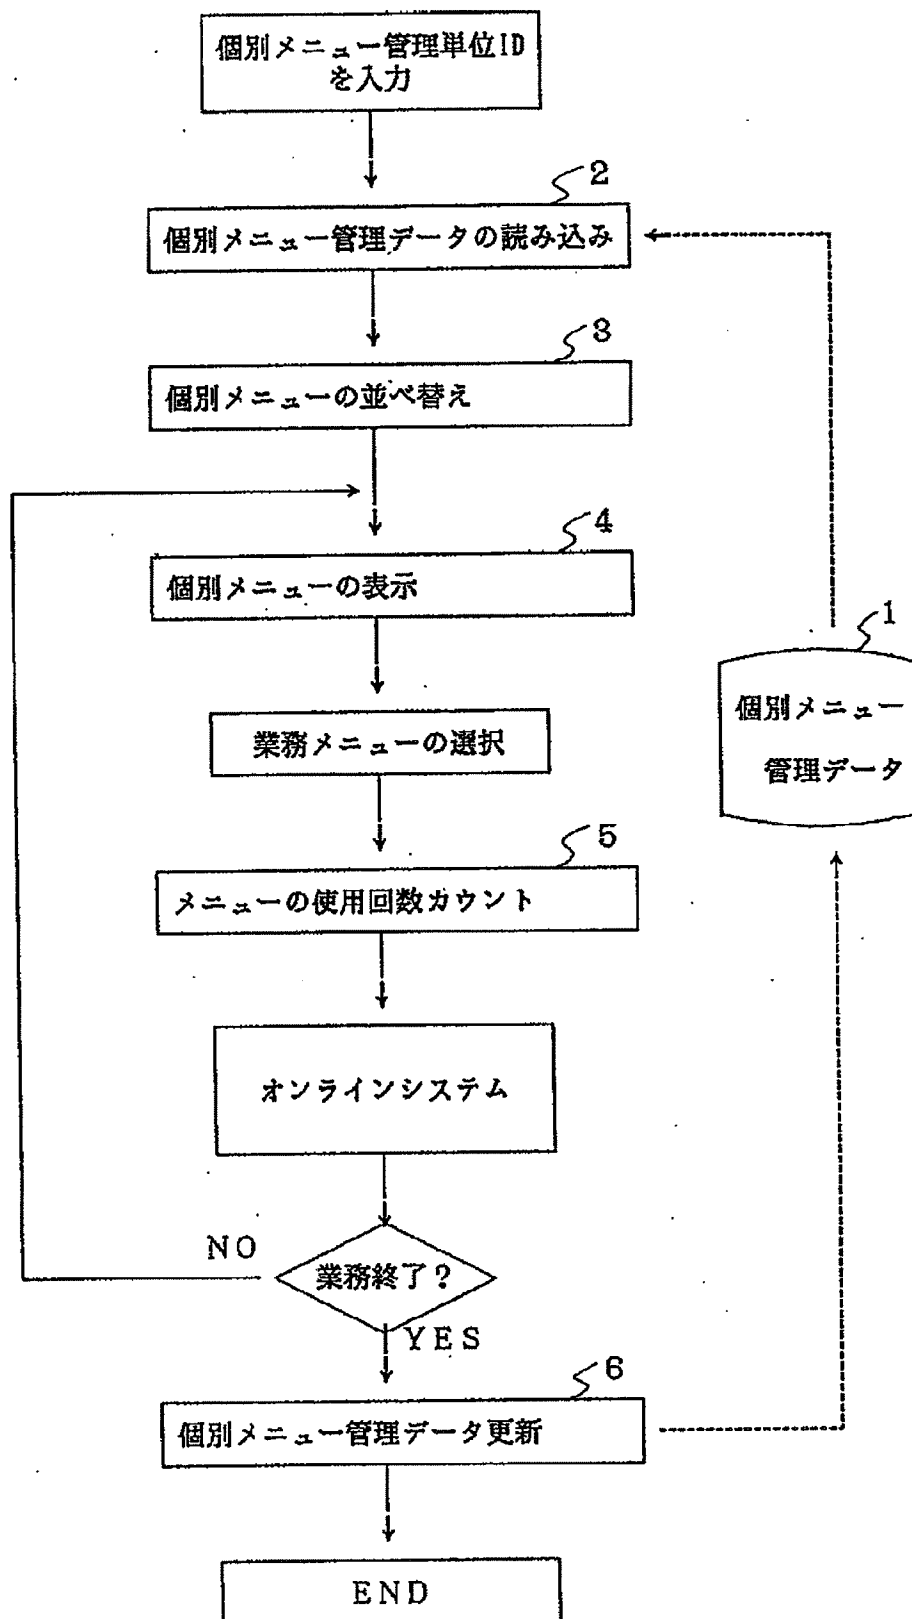 個別メニュー管理単位ID
を入力
2
個別メニュー管理データの読み込み
3
個別メニューの並べ替え
4
個別メニューの表示
1
個別メニュー
管理データ
業務メニューの選択
5
メニューの使用回数カウント
オンラインシステム
NO
業務終了?
YES
6
個別メニュー管理データ更新
END